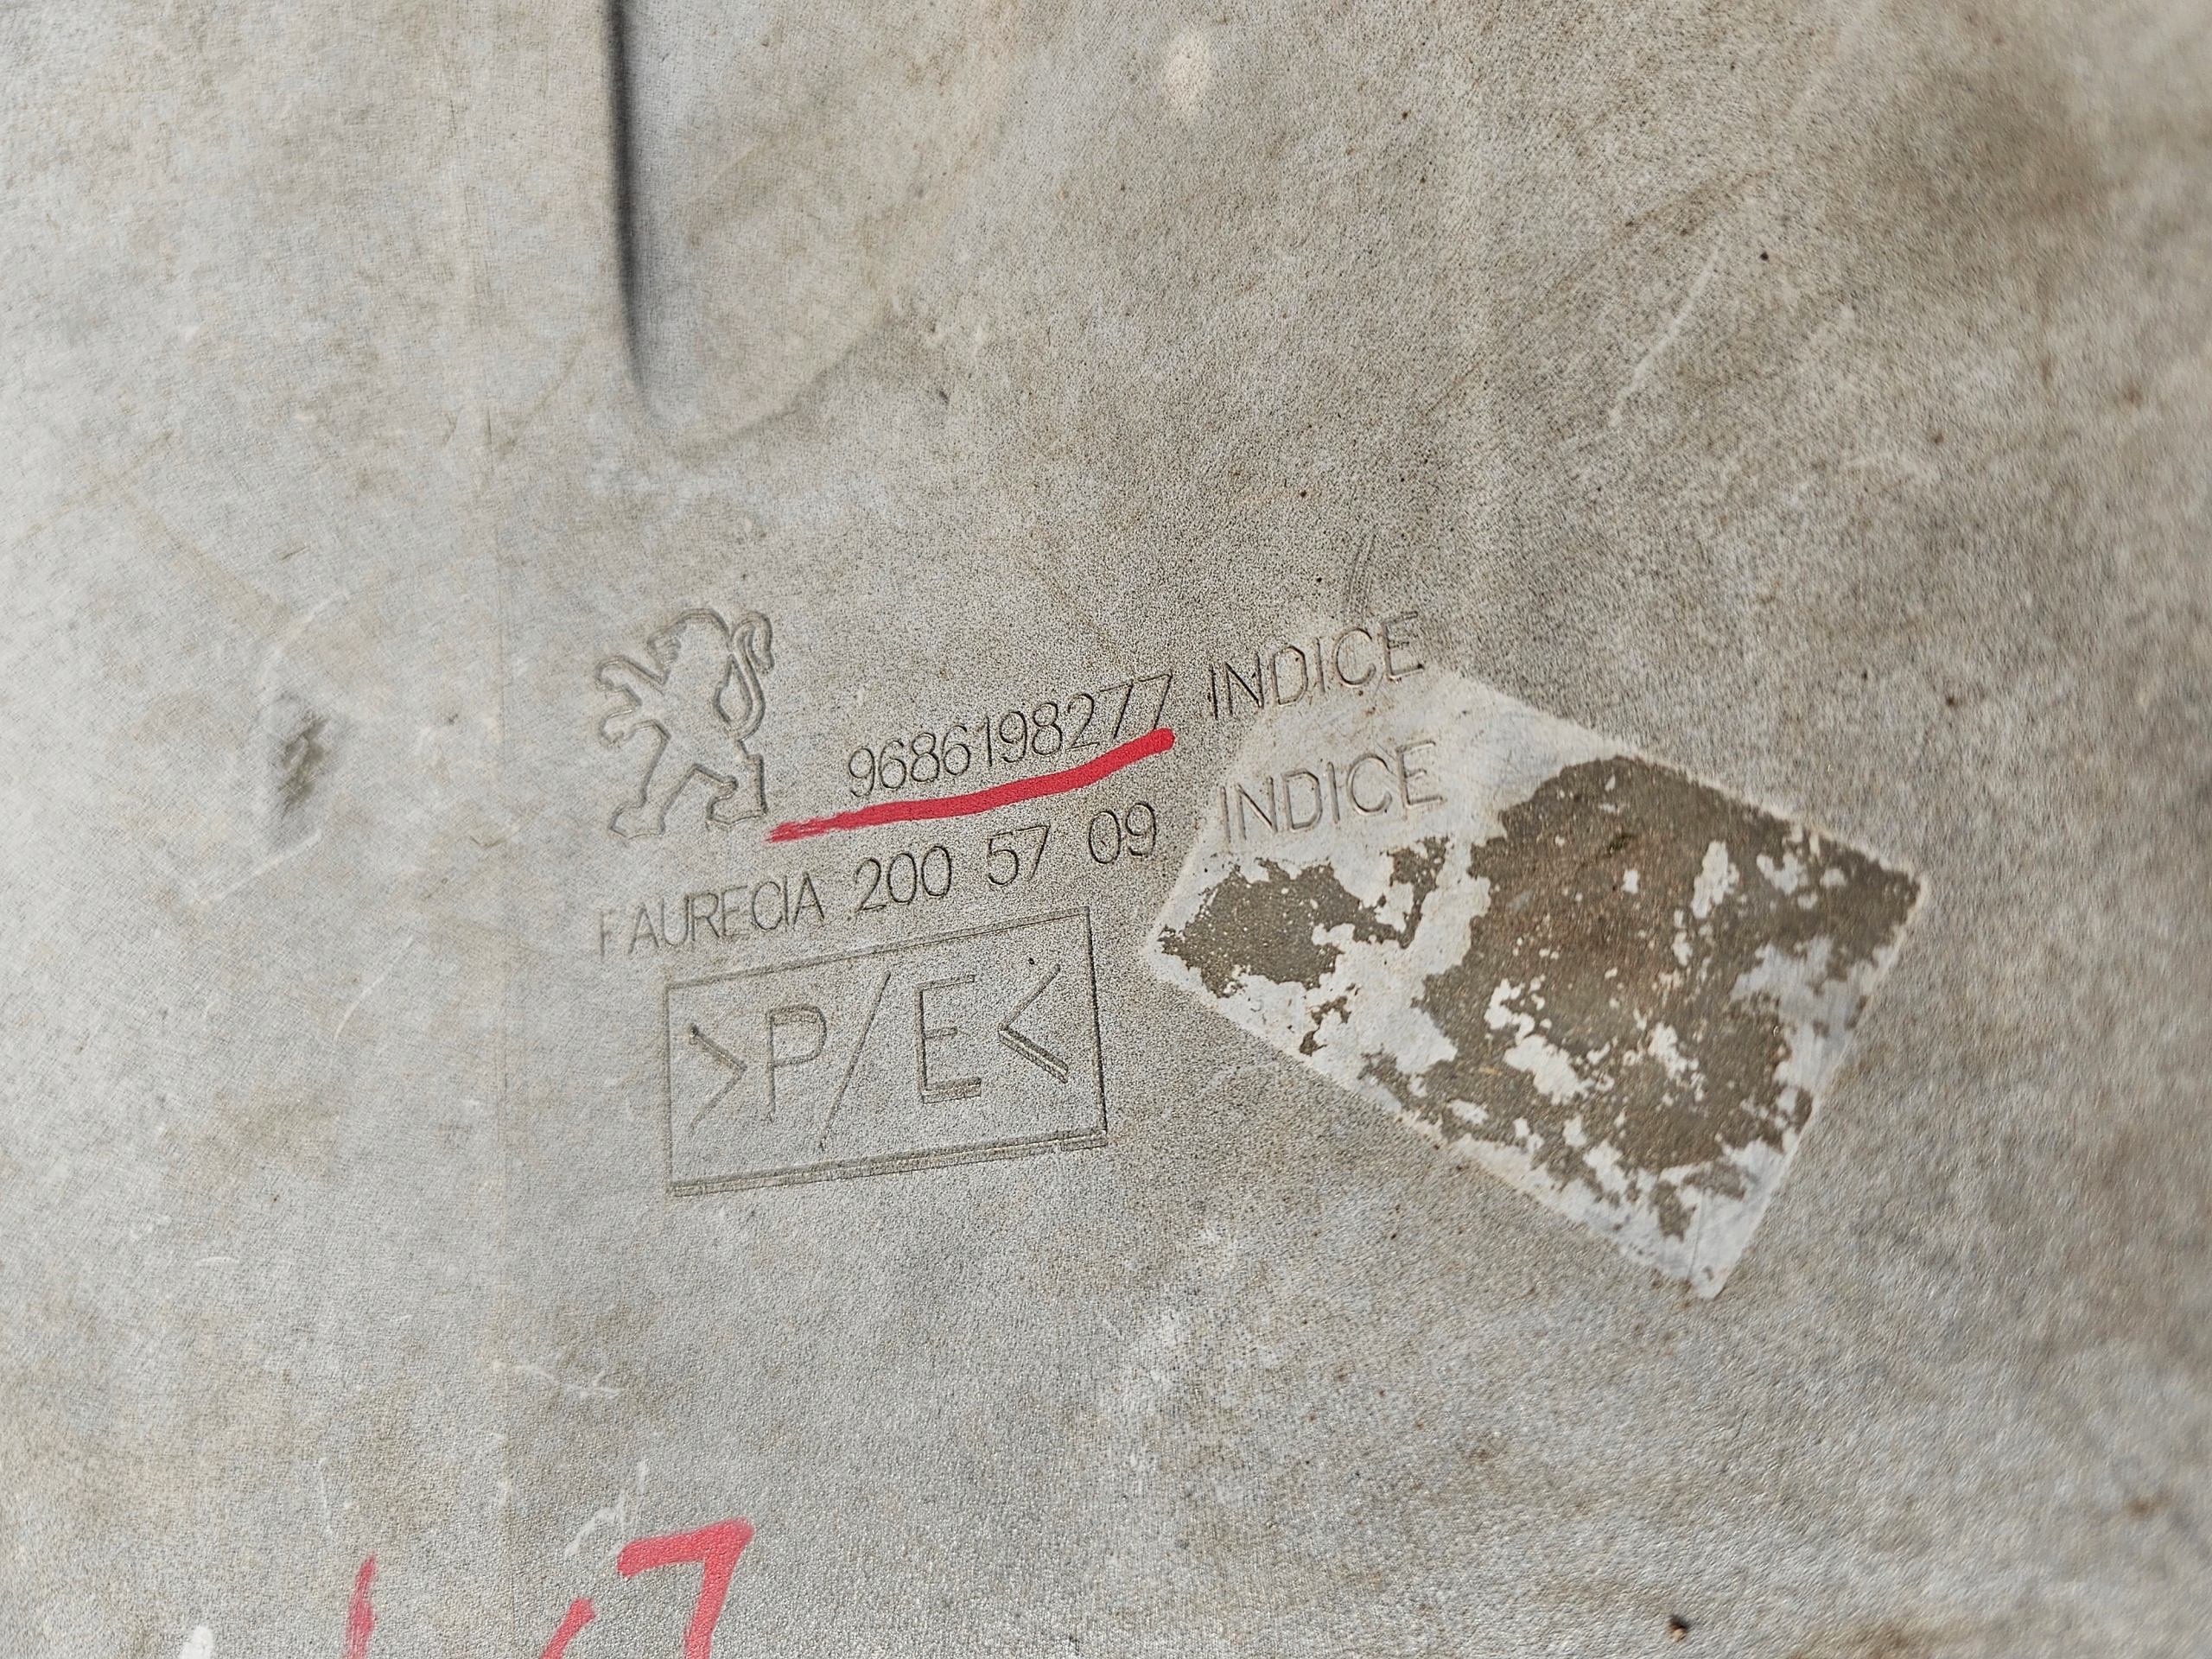 9686198277 INDICE
FAURECIA 200 57 09 INDICE
>P/E<